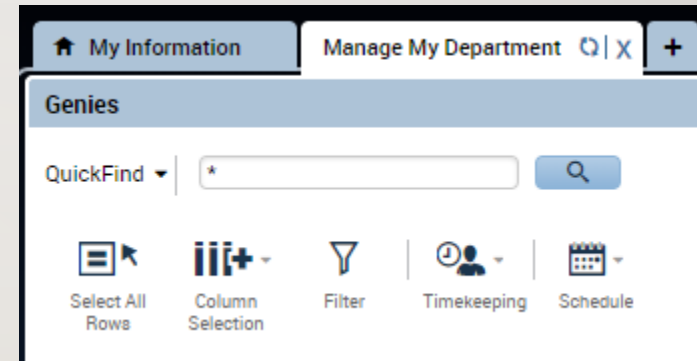 My Information
Manage My Department X +
Genies
QuickFind *
Select All Rows
Column Selection
Filter
Timekeeping
Schedule